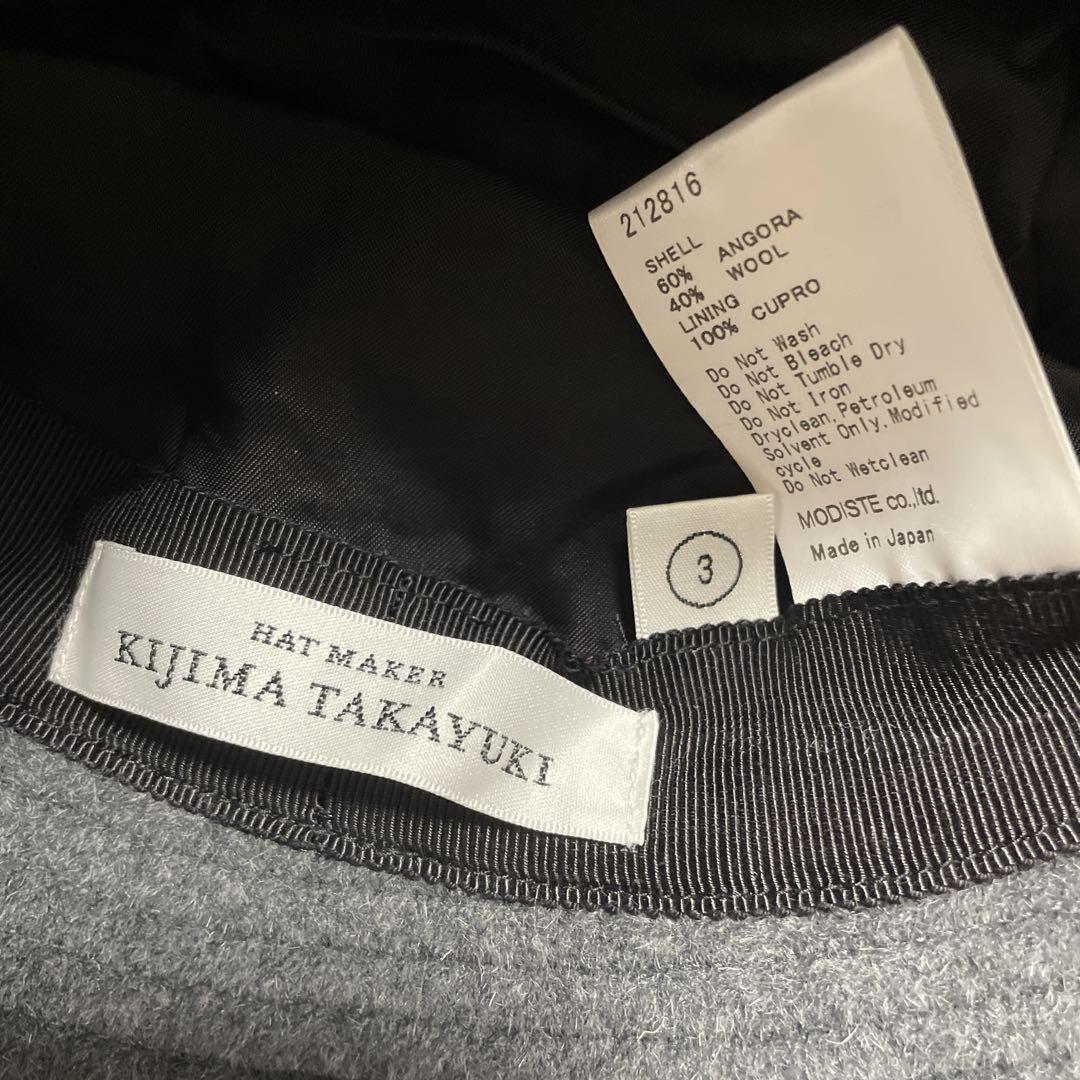 212816
SHELL
60% ANGORA
40% WOOL
LINING
100% CUPRO
Do Not Wash
Do Not Bleach
Do Not Tumble Dry
Do Not Iron
Dryclean,Petroleum
Solvent Only,Modified
cycle
Do Not Wetclean
MODISTE co.,ltd.
Made in Japan
3
HAT MAKER
KIJIMA TAKAYUKI